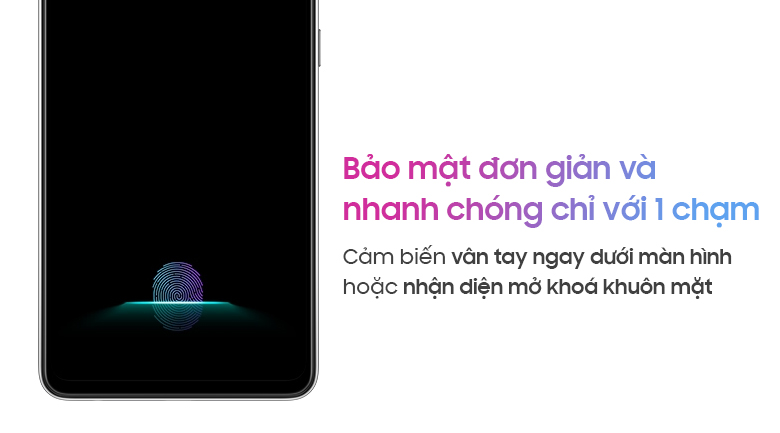 Bảo mật đơn giản và
nhanh chóng chỉ với 1 chạm
Cảm biến vân tay ngay dưới màn hình
hoặc nhận diện mở khoá khuôn mặt